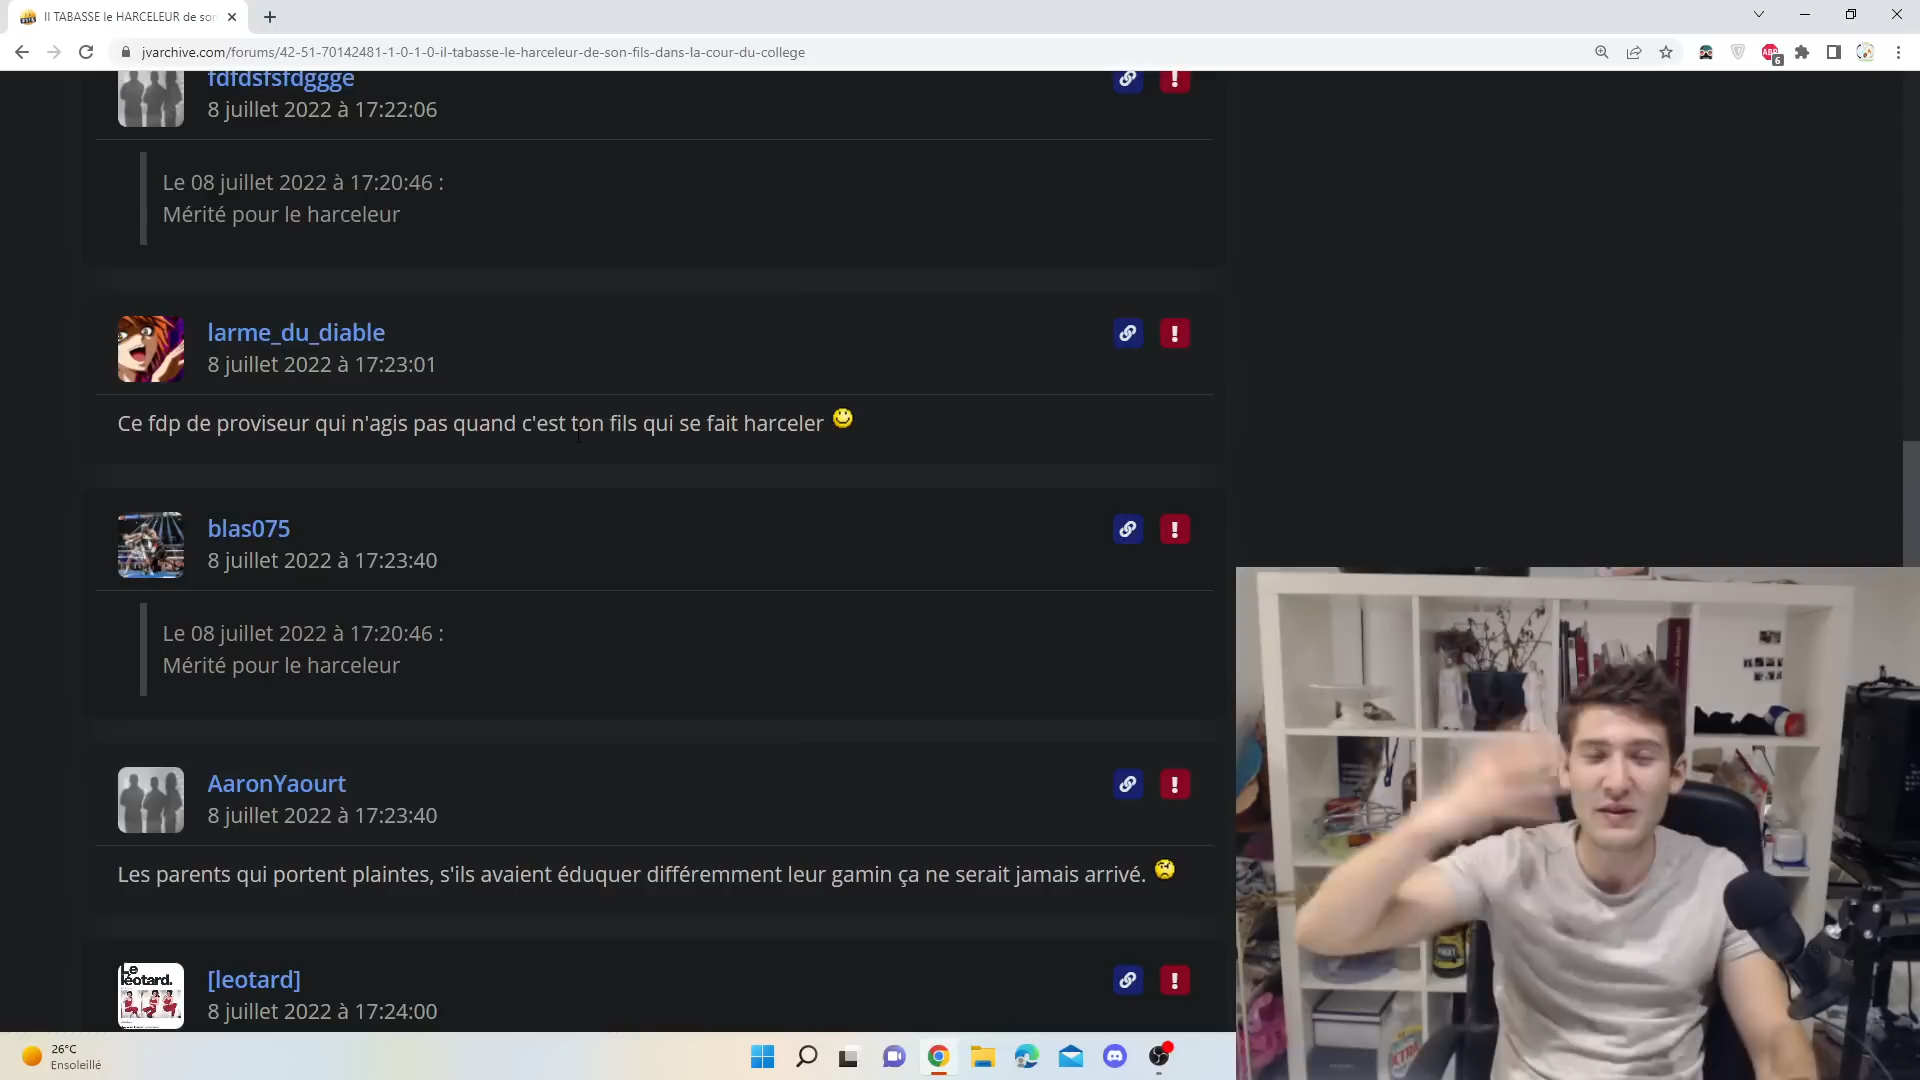 Il TABASSE le HARCELEUR de son
jvarchive.com/forums/42-51-70142481-1-0-1-0-il-tabasse-le-harceleur-de-son-fils-dans-la-cour-du-college
ABP
6
fdfdsfsfdggge
8 juillet 2022 à 17:22:06
Le 08 juillet 2022 à 17:20:46 :
Mérité pour le harceleur
larme_du_diable
8 juillet 2022 à 17:23:01
Ce fdp de proviseur qui n'agis pas quand c'est ton fils qui se fait harceler
blas075
8 juillet 2022 à 17:23:40
Le 08 juillet 2022 à 17:20:46 :
Mérité pour le harceleur
AaronYaourt
8 juillet 2022 à 17:23:40
Les parents qui portent plaintes, s'ils avaient éduquer différemment leur gamin ça ne serait jamais arrivé.
Le
léotard.
[leotard]
8 juillet 2022 à 17:24:00
26°C
Ensoleillé